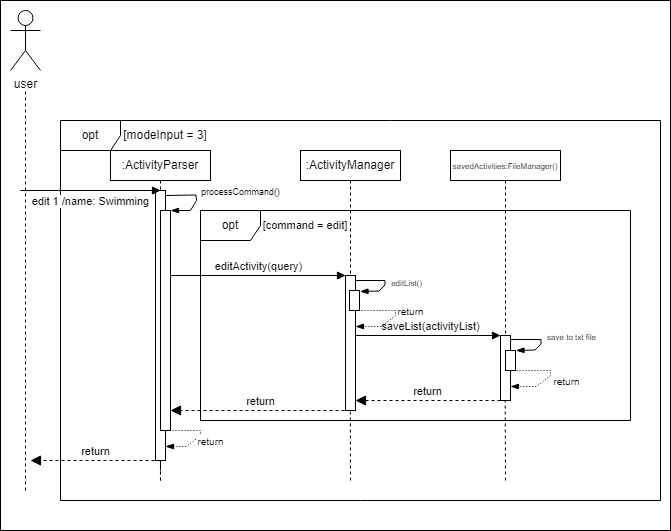 user
opt
[modeInput = 3]
:ActivityParser
:ActivityManager
savedActivities:FileManager()
processCommand()
edit 1 /name: Swimming
opt
[command = edit]
editActivity(query)
editList()
return
saveList(activityList)
save to txt file
return
return
return
return
return